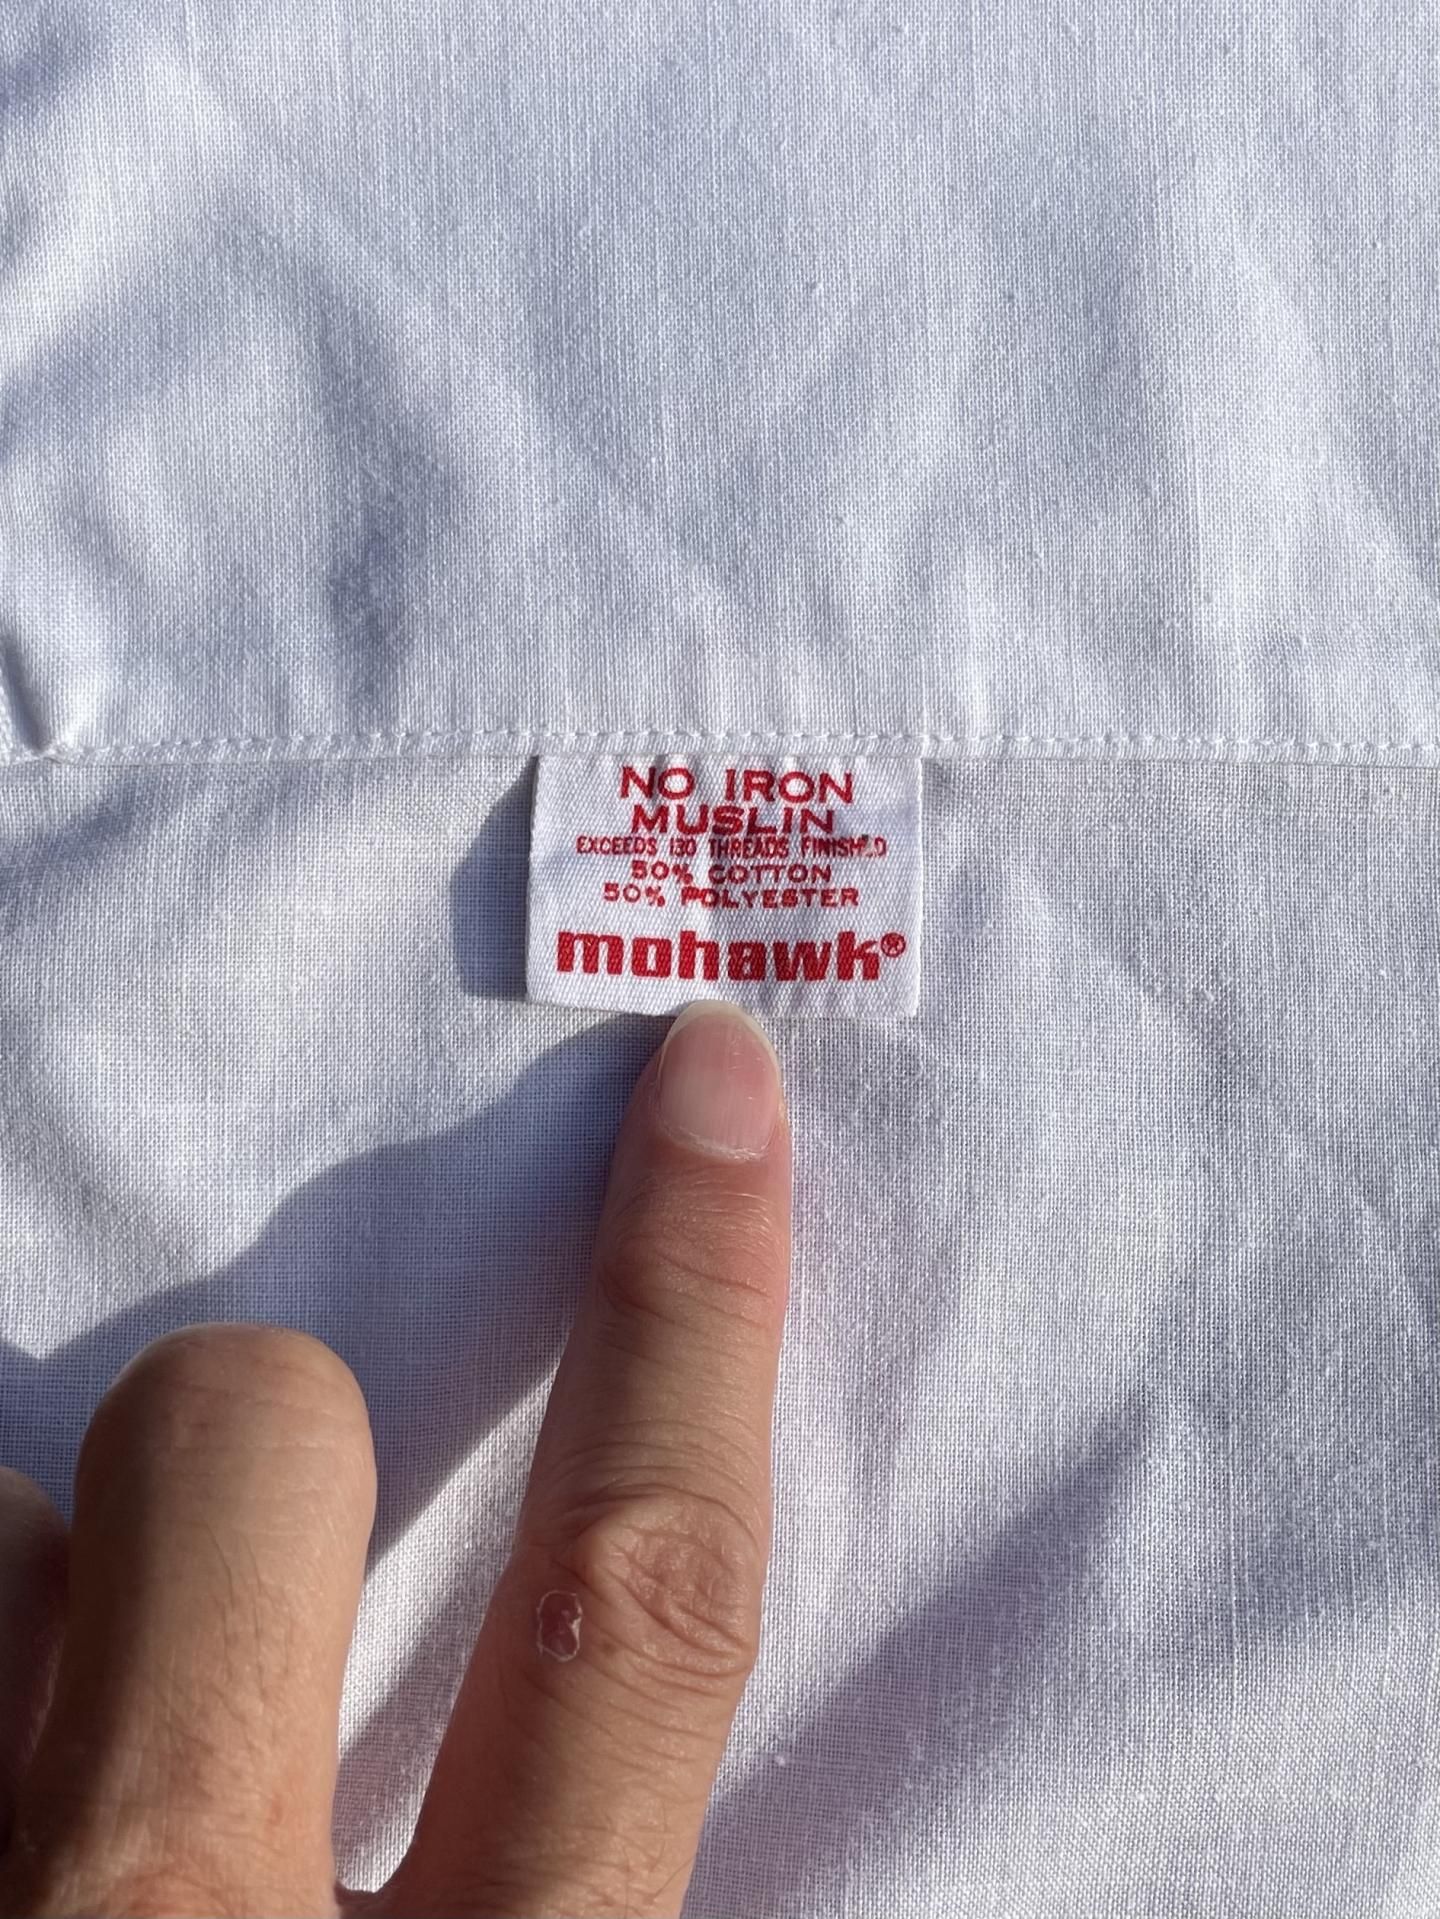 NO IRON
MUSLIN
EXCEEDS 130 THREADS FINISHED
50% COTTON
50% POLYESTER
mohawk®